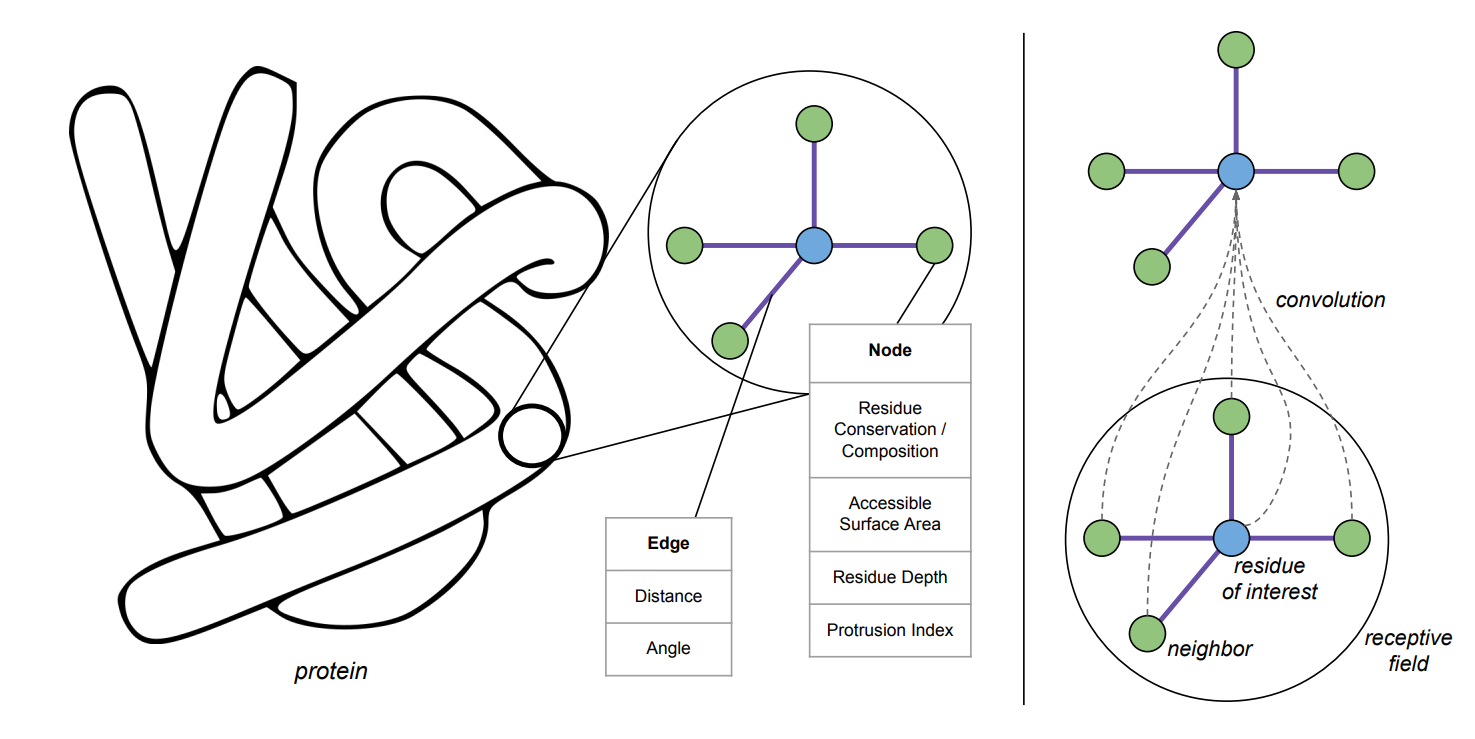 protein
Edge
Distance
Angle
Node
Residue
Conservation /
Composition
Accessible
Surface Area
Residue Depth
Protrusion Index
convolution
residue
of interest
neighbor
receptive
field